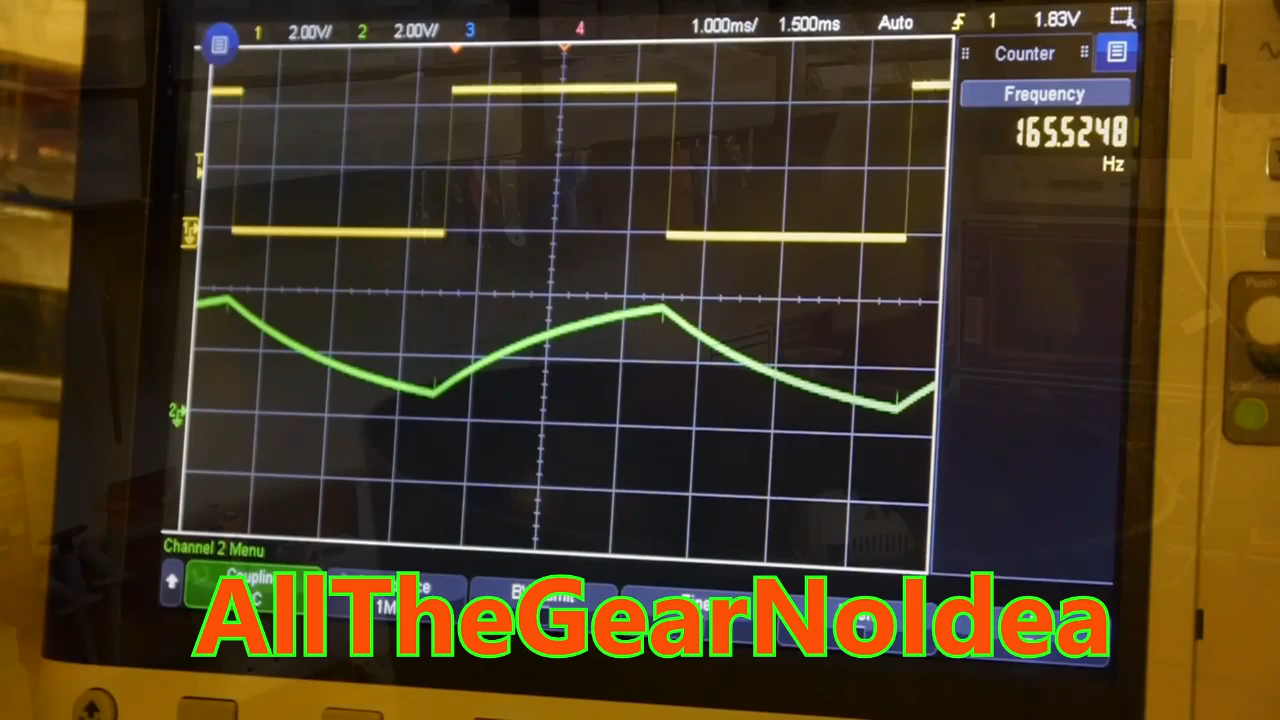 1 2.00V/ 2 2.00V/ 3 4 1.000ms/ 1.500ms Auto 1 1.83V
Counter
Frequency
165.5248
Hz
Channel 2 Menu
AllTheGearNoIdea
Push